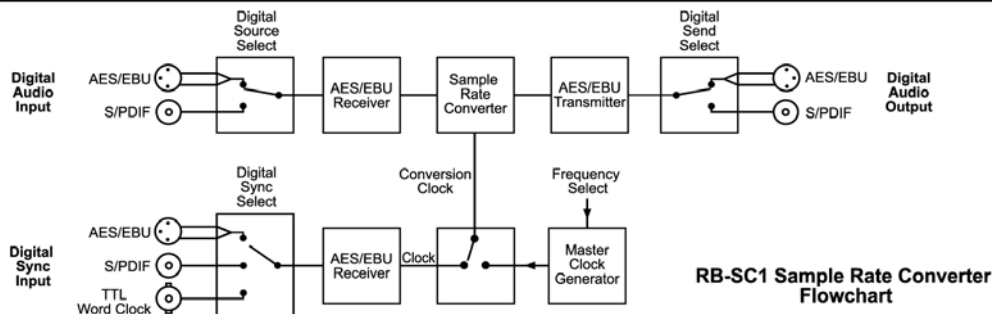 Digital
Source
Select
Digital
Send Select
Digital
Audio
Input
AES/EBU
S/PDIF
AES/EBU
Receiver
Sample
Rate
Converter
AES/EBU
Transmitter
AES/EBU
S/PDIF
Digital
Audio
Output
Digital
Sync
Select
Conversion
Clock
Frequency
Select
Digital
Sync
Input
AES/EBU
S/PDIF
TTL
Word Clock
AES/EBU
Receiver
Clock
Master
Clock
Generator
RB-SC1 Sample Rate Converter
Flowchart